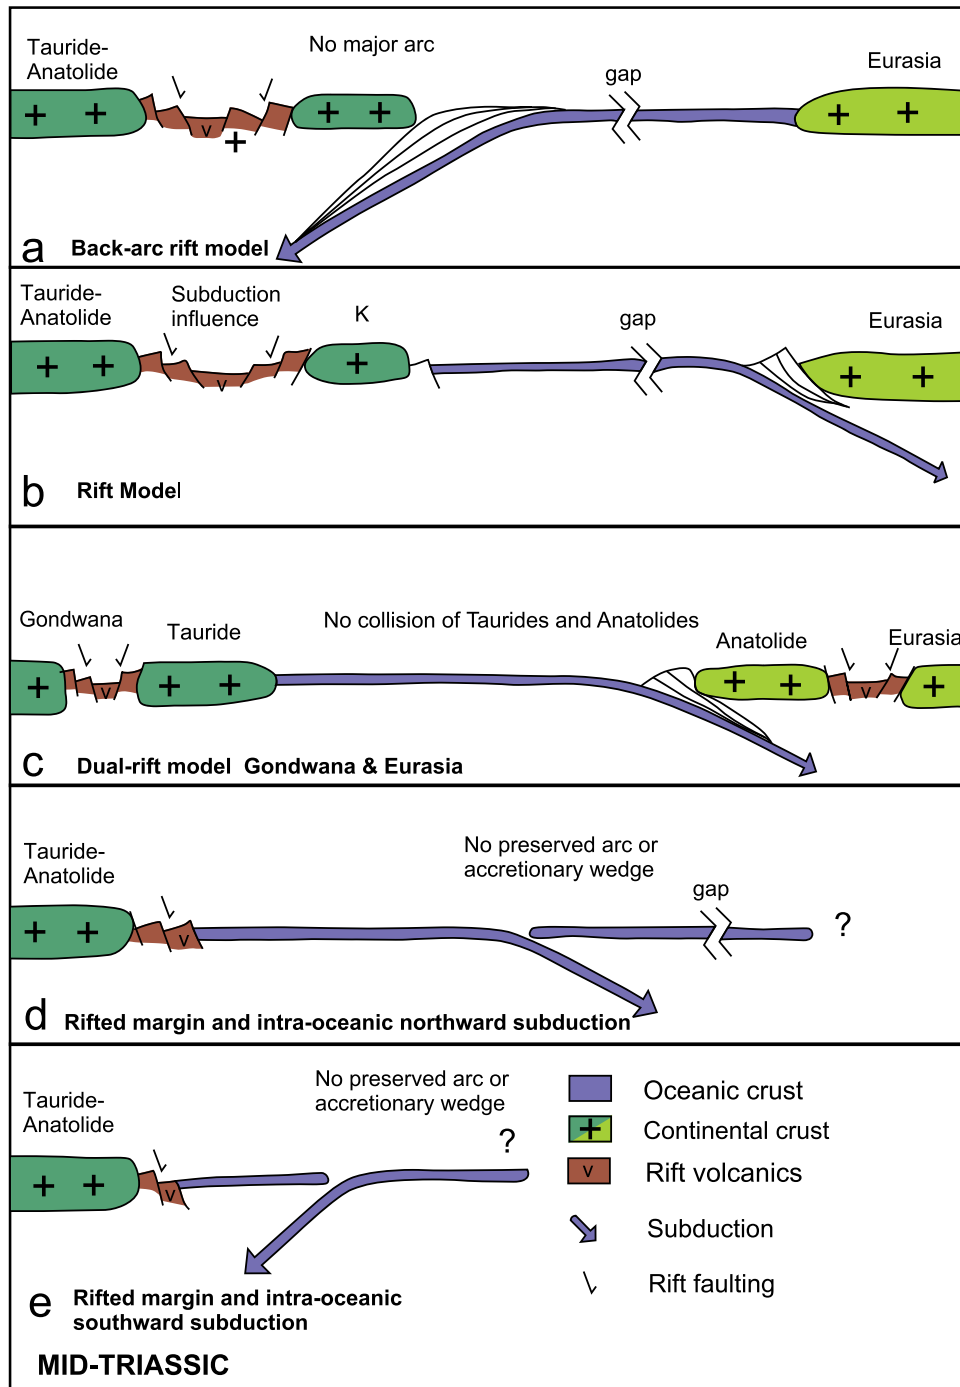 Tauride-
Anatolide
No major arc
gap
Eurasia
a
Back-arc rift model
Tauride-
Anatolide
Subduction
influence
K
gap
Eurasia
b
Rift Model
Gondwana
Tauride
No collision of Taurides and Anatolides
Anatolide
Eurasia
c
Dual-rift model Gondwana & Eurasia
Tauride-
Anatolide
No preserved arc or
accretionary wedge
gap
?
d
Rifted margin and intra-oceanic northward subduction
Tauride-
Anatolide
No preserved arc or
accretionary wedge
?
e
Rifted margin and intra-oceanic
southward subduction
Oceanic crust
Continental crust
v Rift volcanics
Subduction
Rift faulting
MID-TRIASSIC